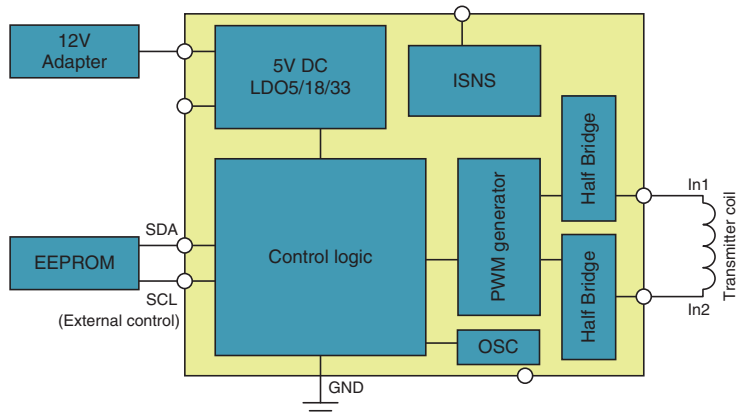 12V
Adapter
5V DC
LDO5/18/33
ISNS
Half Bridge
In1
SDA
EEPROM
SCL
(External control)
Control logic
PWM generator
Half Bridge
In2
Transmitter coil
OSC
GND